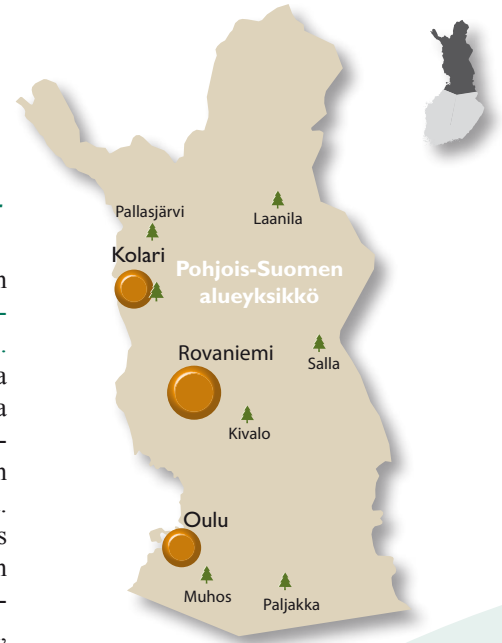 Pallasjärvi
Laanila
Kolari
Pohjois-Suomen
alueyksikkö
Rovaniemi
Salla
Kivalo
Oulu
Muhos
Paljakka
n
-
.
a
a
-
n
.
s
n
-
,